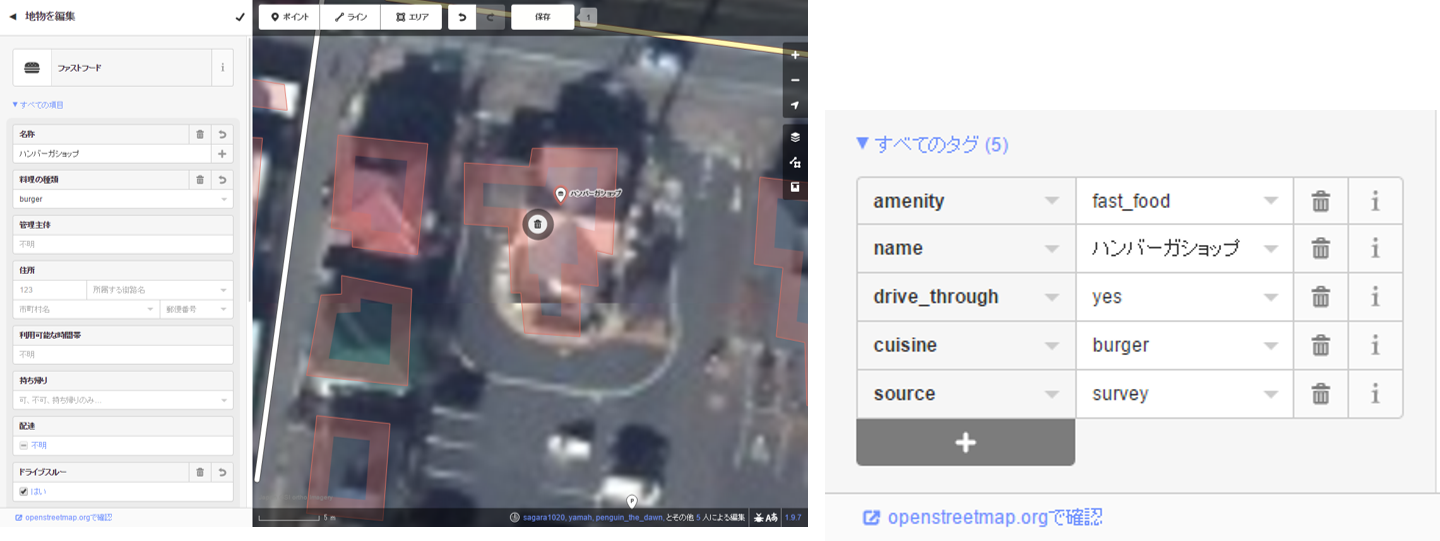 地物を編集
ファストフード
すべての項目
名称
ハンバーガショップ
料理の種類
burger
管理主体
不明
住所
123 所属する街路名
市町村名 郵便番号
利用可能な時間帯
不明
持ち帰り
可、不可、持ち帰りのみ...
配達
不明
ドライブスルー
はい
openstreetmap.orgで確認
ポイント ライン エリア 保存 1
ハンバーガショップ
P
5 m
sagara1020, yamah, penguin_the_dawn, とその他 5 人による編集 1.9.7
すべてのタグ (5)
amenity fast_food
name ハンバーガショップ
drive_through yes
cuisine burger
source survey
openstreetmap.orgで確認